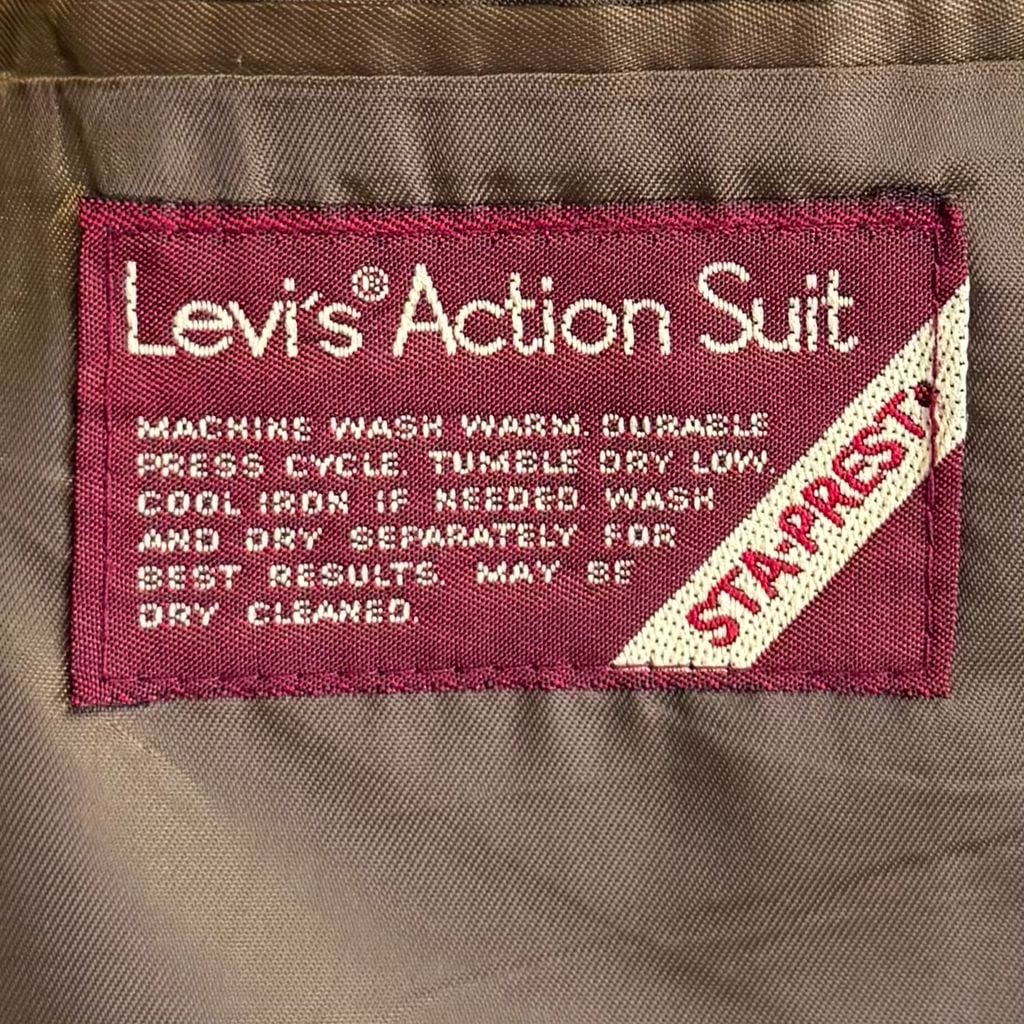 Levi's® Action Suit
MACHINE WASH WARM. DURABLE
PRESS CYCLE. TUMBLE DRY LOW.
COOL IRON IF NEEDED. WASH
AND DRY SEPARATELY FOR
BEST RESULTS. MAY BE
DRY CLEANED.
STA-PREST®